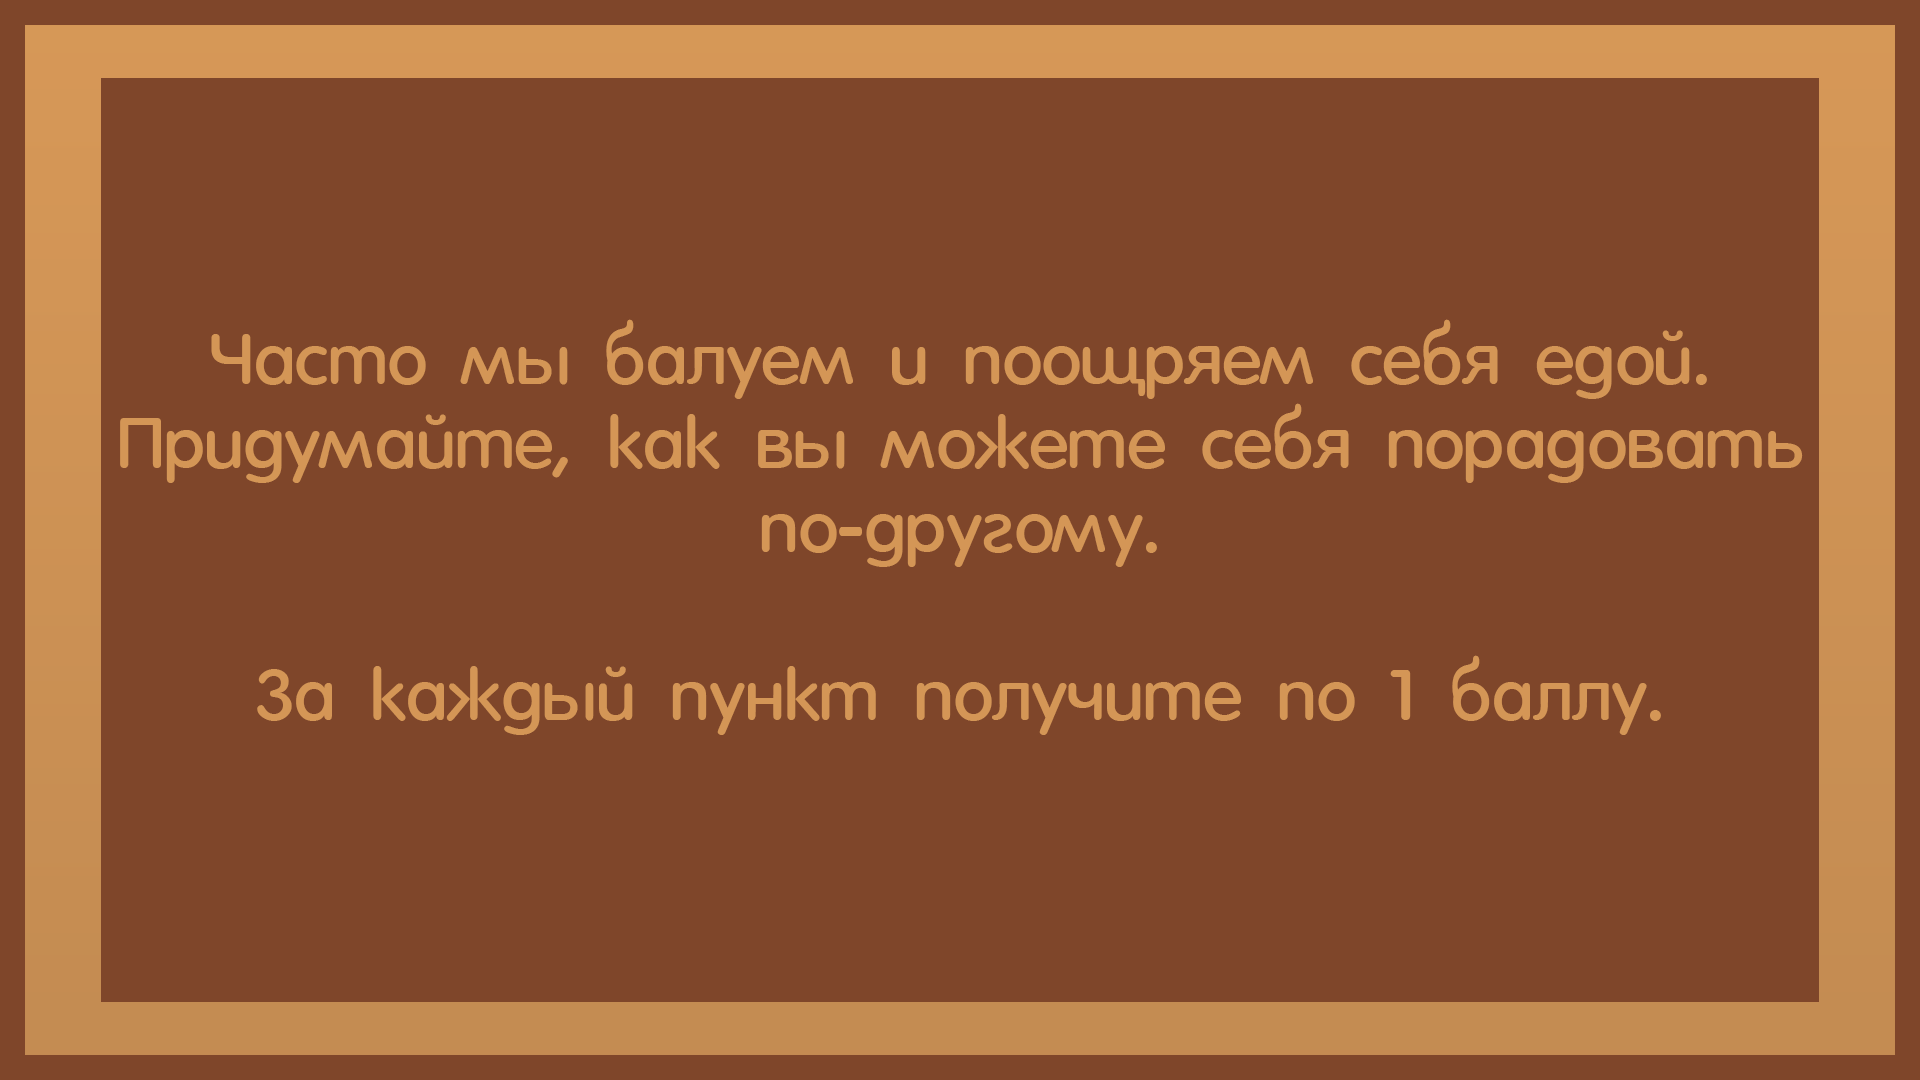 Часто мы балуем и поощряем себя едой.
Придумайте, как вы можете себя порадовать
по-другому.
За каждый пункт получите по 1 баллу.